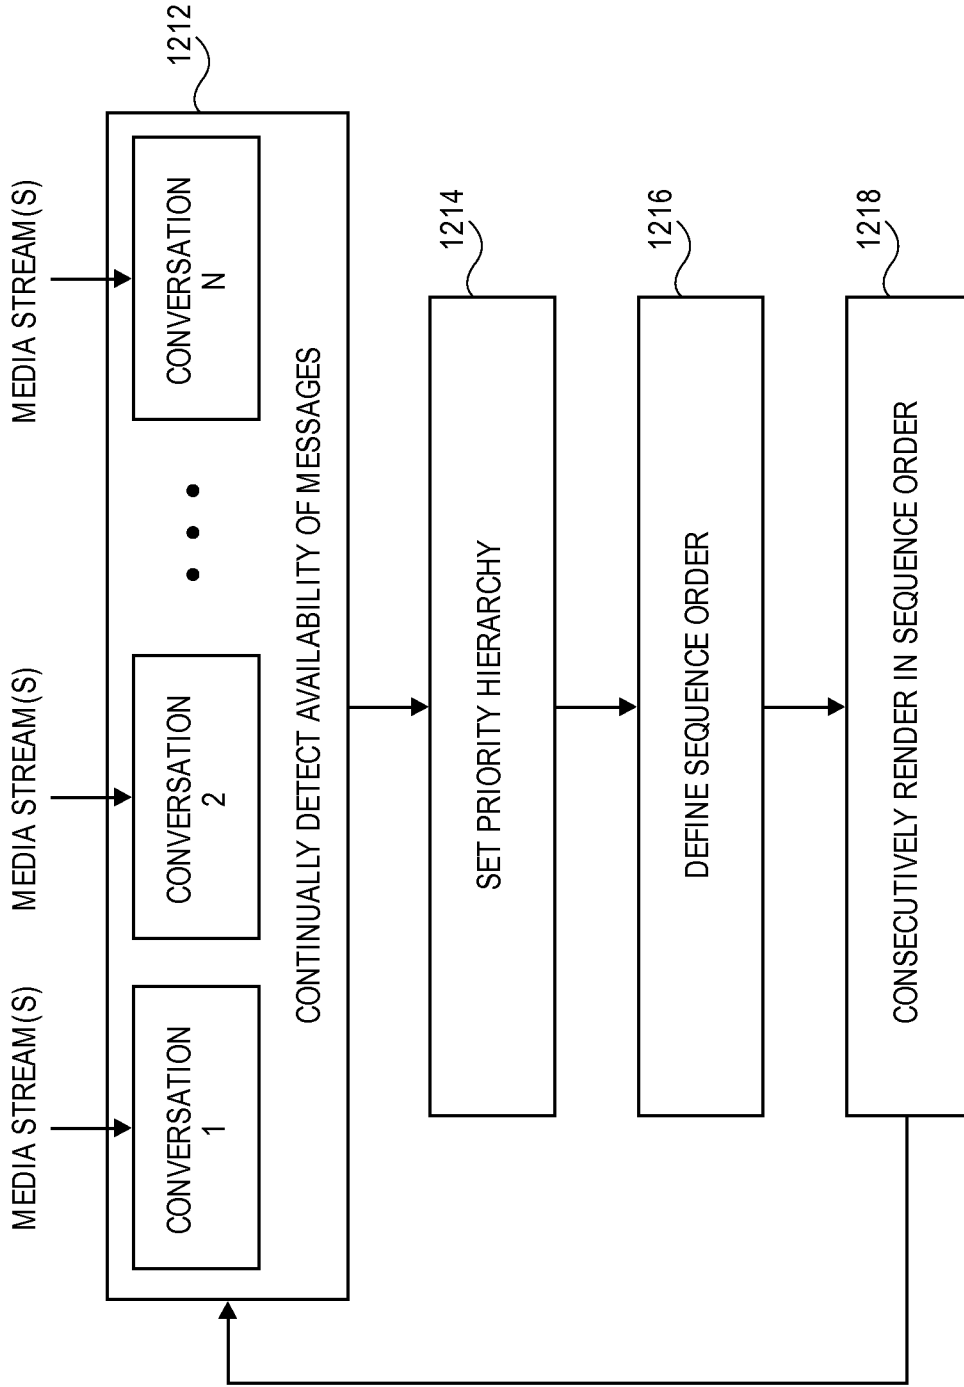 MEDIA STREAM(S)
MEDIA STREAM(S)
MEDIA STREAM(S)
CONVERSATION
1
CONVERSATION
2
CONVERSATION
N
1212
CONTINUALLY DETECT AVAILABILITY OF MESSAGES
1214
SET PRIORITY HIERARCHY
1216
DEFINE SEQUENCE ORDER
1218
CONSECUTIVELY RENDER IN SEQUENCE ORDER